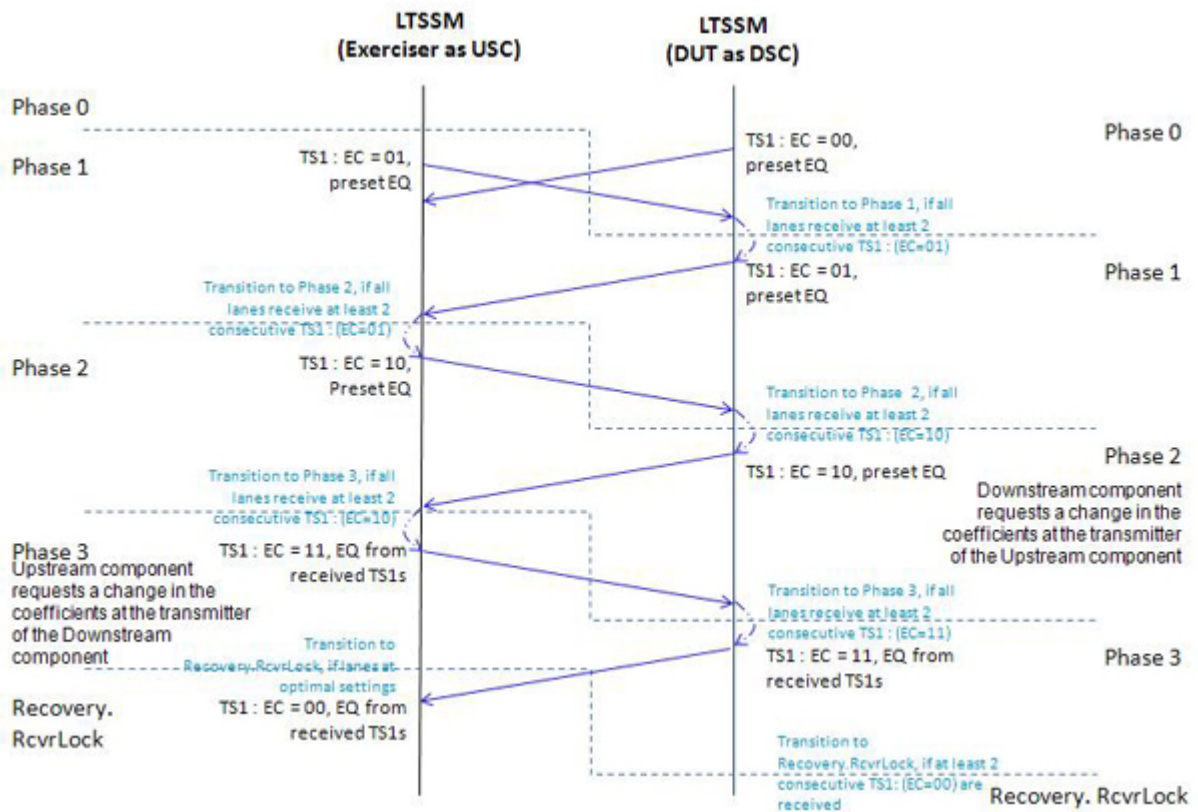 LTSSM
(Exerciser as USC)
LTSSM
(DUT as DSC)
Phase 0
Phase 0
TS1 : EC = 00,
preset EQ
Phase 1
TS1 : EC = 01,
preset EQ
Transition to Phase 1, if all
lanes receive at least 2
consecutive TS1 : (EC=01)
TS1 : EC = 01,
preset EQ
Phase 1
Transition to Phase 2, if all
lanes receive at least 2
consecutive TS1 : (EC=01)
Phase 2
TS1 : EC = 10,
Preset EQ
Transition to Phase 2, if all
lanes receive at least 2
consecutive TS1 : (EC=10)
TS1 : EC = 10, preset EQ
Phase 2
Downstream component
requests a change in the
coefficients at the transmitter
of the Upstream component
Transition to Phase 3, if all
lanes receive at least 2
consecutive TS1 : (EC=10)
Phase 3
Upstream component
requests a change in the
coefficients at the transmitter
of the Downstream
component
TS1 : EC = 11, EQ from
received TS1s
Transition to Phase 3, if all
lanes receive at least 2
consecutive TS1 : (EC=11)
TS1 : EC = 11, EQ from
received TS1s
Phase 3
Transition to
Recovery.RcvrLock, if lanes at
optimal settings
Recovery.
RcvrLock
TS1 : EC = 00, EQ from
received TS1s
Transition to
Recovery.RcvrLock, if at least 2
consecutive TS1: (EC=00) are
received
Recovery. RcvrLock